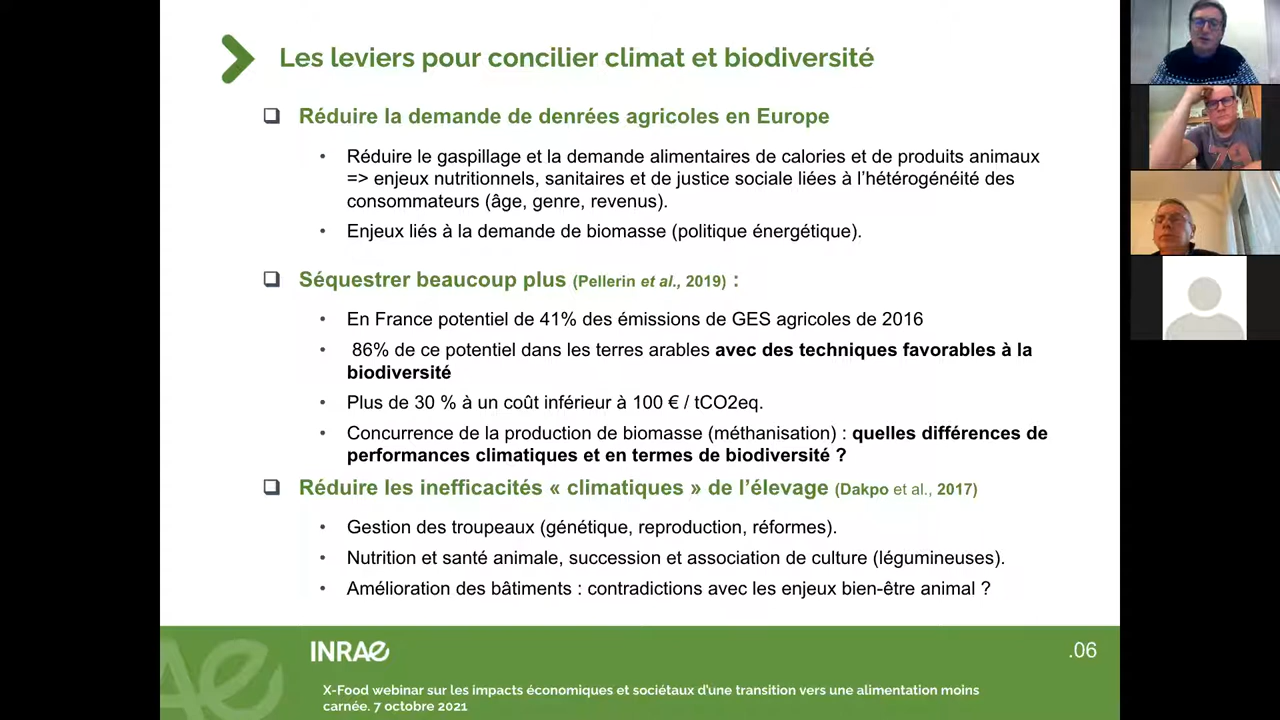 Les leviers pour concilier climat et biodiversité
❑ Réduire la demande de denrées agricoles en Europe
• Réduire le gaspillage et la demande alimentaires de calories et de produits animaux
=> enjeux nutritionnels, sanitaires et de justice sociale liées à l'hétérogénéité des
consommateurs (âge, genre, revenus).
• Enjeux liés à la demande de biomasse (politique énergétique).
❑ Séquestrer beaucoup plus (Pellerin et al., 2019) :
• En France potentiel de 41% des émissions de GES agricoles de 2016
• 86% de ce potentiel dans les terres arables avec des techniques favorables à la
biodiversité
• Plus de 30 % à un coût inférieur à 100 € / tCO2eq.
• Concurrence de la production de biomasse (méthanisation) : quelles différences de
performances climatiques et en termes de biodiversité ?
❑ Réduire les inefficacités « climatiques » de l'élevage (Dakpo et al., 2017)
• Gestion des troupeaux (génétique, reproduction, réformes).
• Nutrition et santé animale, succession et association de culture (légumineuses).
• Amélioration des bâtiments : contradictions avec les enjeux bien-être animal ?
INRAE
.06
X-Food webinar sur les impacts économiques et sociétaux d'une transition vers une alimentation moins
carnée. 7 octobre 2021